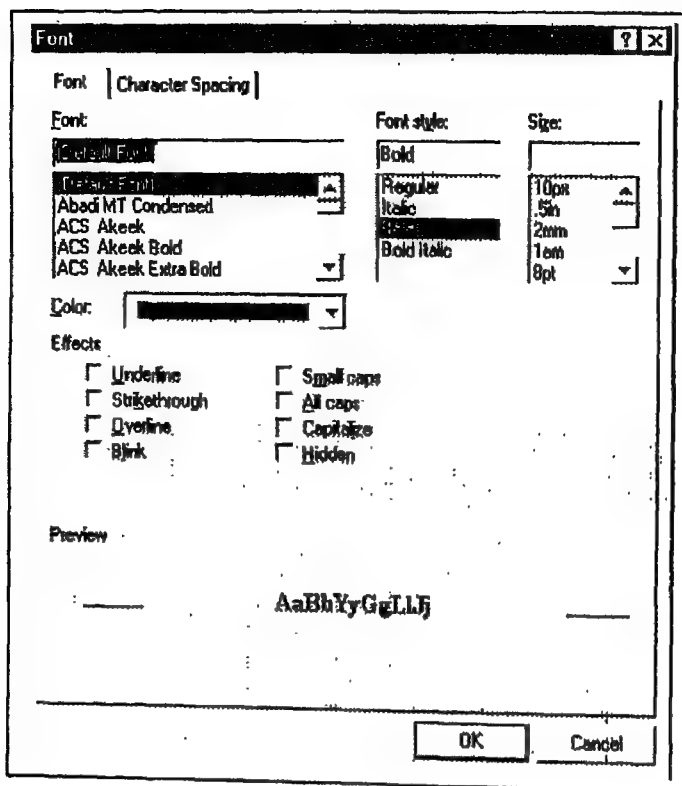 Font
Font Character Spacing
Font: Font style: Size:
Default Font Bold
Abadi MT Condensed
ACS Akeek
ACS Akeek Bold
ACS Akeek Extra Bold
Regular
Italic
Bold Italic
10px
.5in
2mm
1em
8pt
Color:
Effects
Underline
Strikethrough
Overline
Blink
Small caps
All caps
Capitalize
Hidden
Preview
AaBbYyGgLlJj
OK Cancel